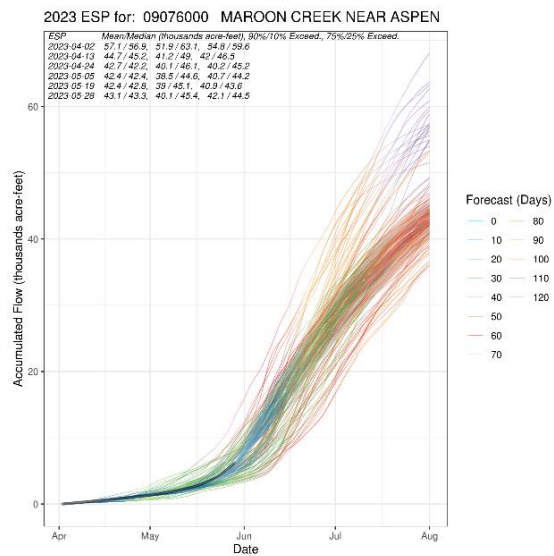 2023 ESP for:  09076000   MAROON CREEK NEAR ASPEN
ESP Mean/Median (thousands acre-feet), 90%/10% Exceed., 75%/25% Exceed.
2023-04-02 57.1 / 56.9, 51.9 / 63.1, 54.8 / 59.6
2023-04-13 44.7 / 45.2, 41.2 / 49, 42 / 46.5
2023-04-24 42.7 / 42.2, 40.1 / 46.1, 40.2 / 45.2
2023-05-05 42.4 / 42.4, 38.5 / 44.6, 40.7 / 44.2
2023-05-19 42.4 / 42.8, 39 / 45.1, 40.9 / 43.6
2023-05-28 43.1 / 43.3, 40.1 / 45.4, 42.1 / 44.5
60
40
20
0
Accumulated Flow (thousands acre-feet)
Apr May Jun Jul Aug
Date
Forecast (Days)
0 80
10 90
20 100
30 110
40 120
50
60
70